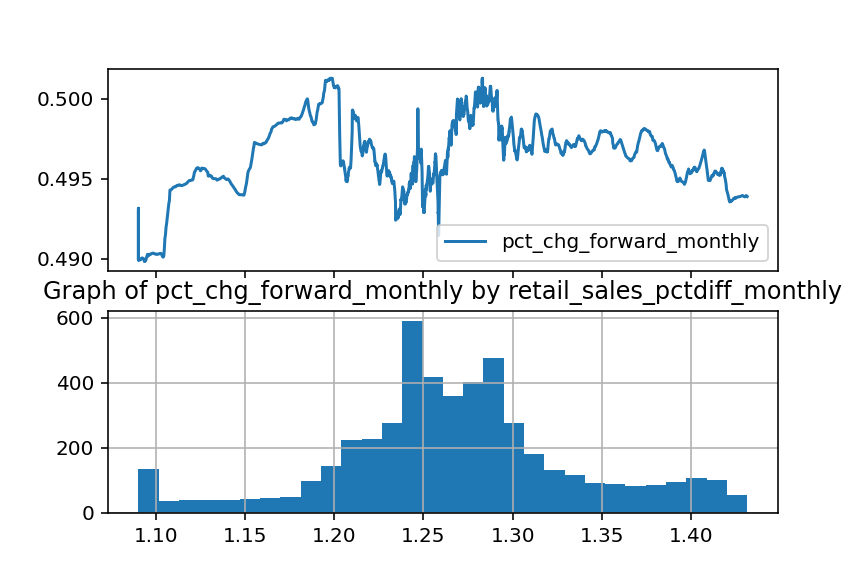 0.500
0.495
0.490
pct_chg_forward_monthly
Graph of pct_chg_forward_monthly by retail_sales_pctdiff_monthly
600
400
200
0
1.10 1.15 1.20 1.25 1.30 1.35 1.40